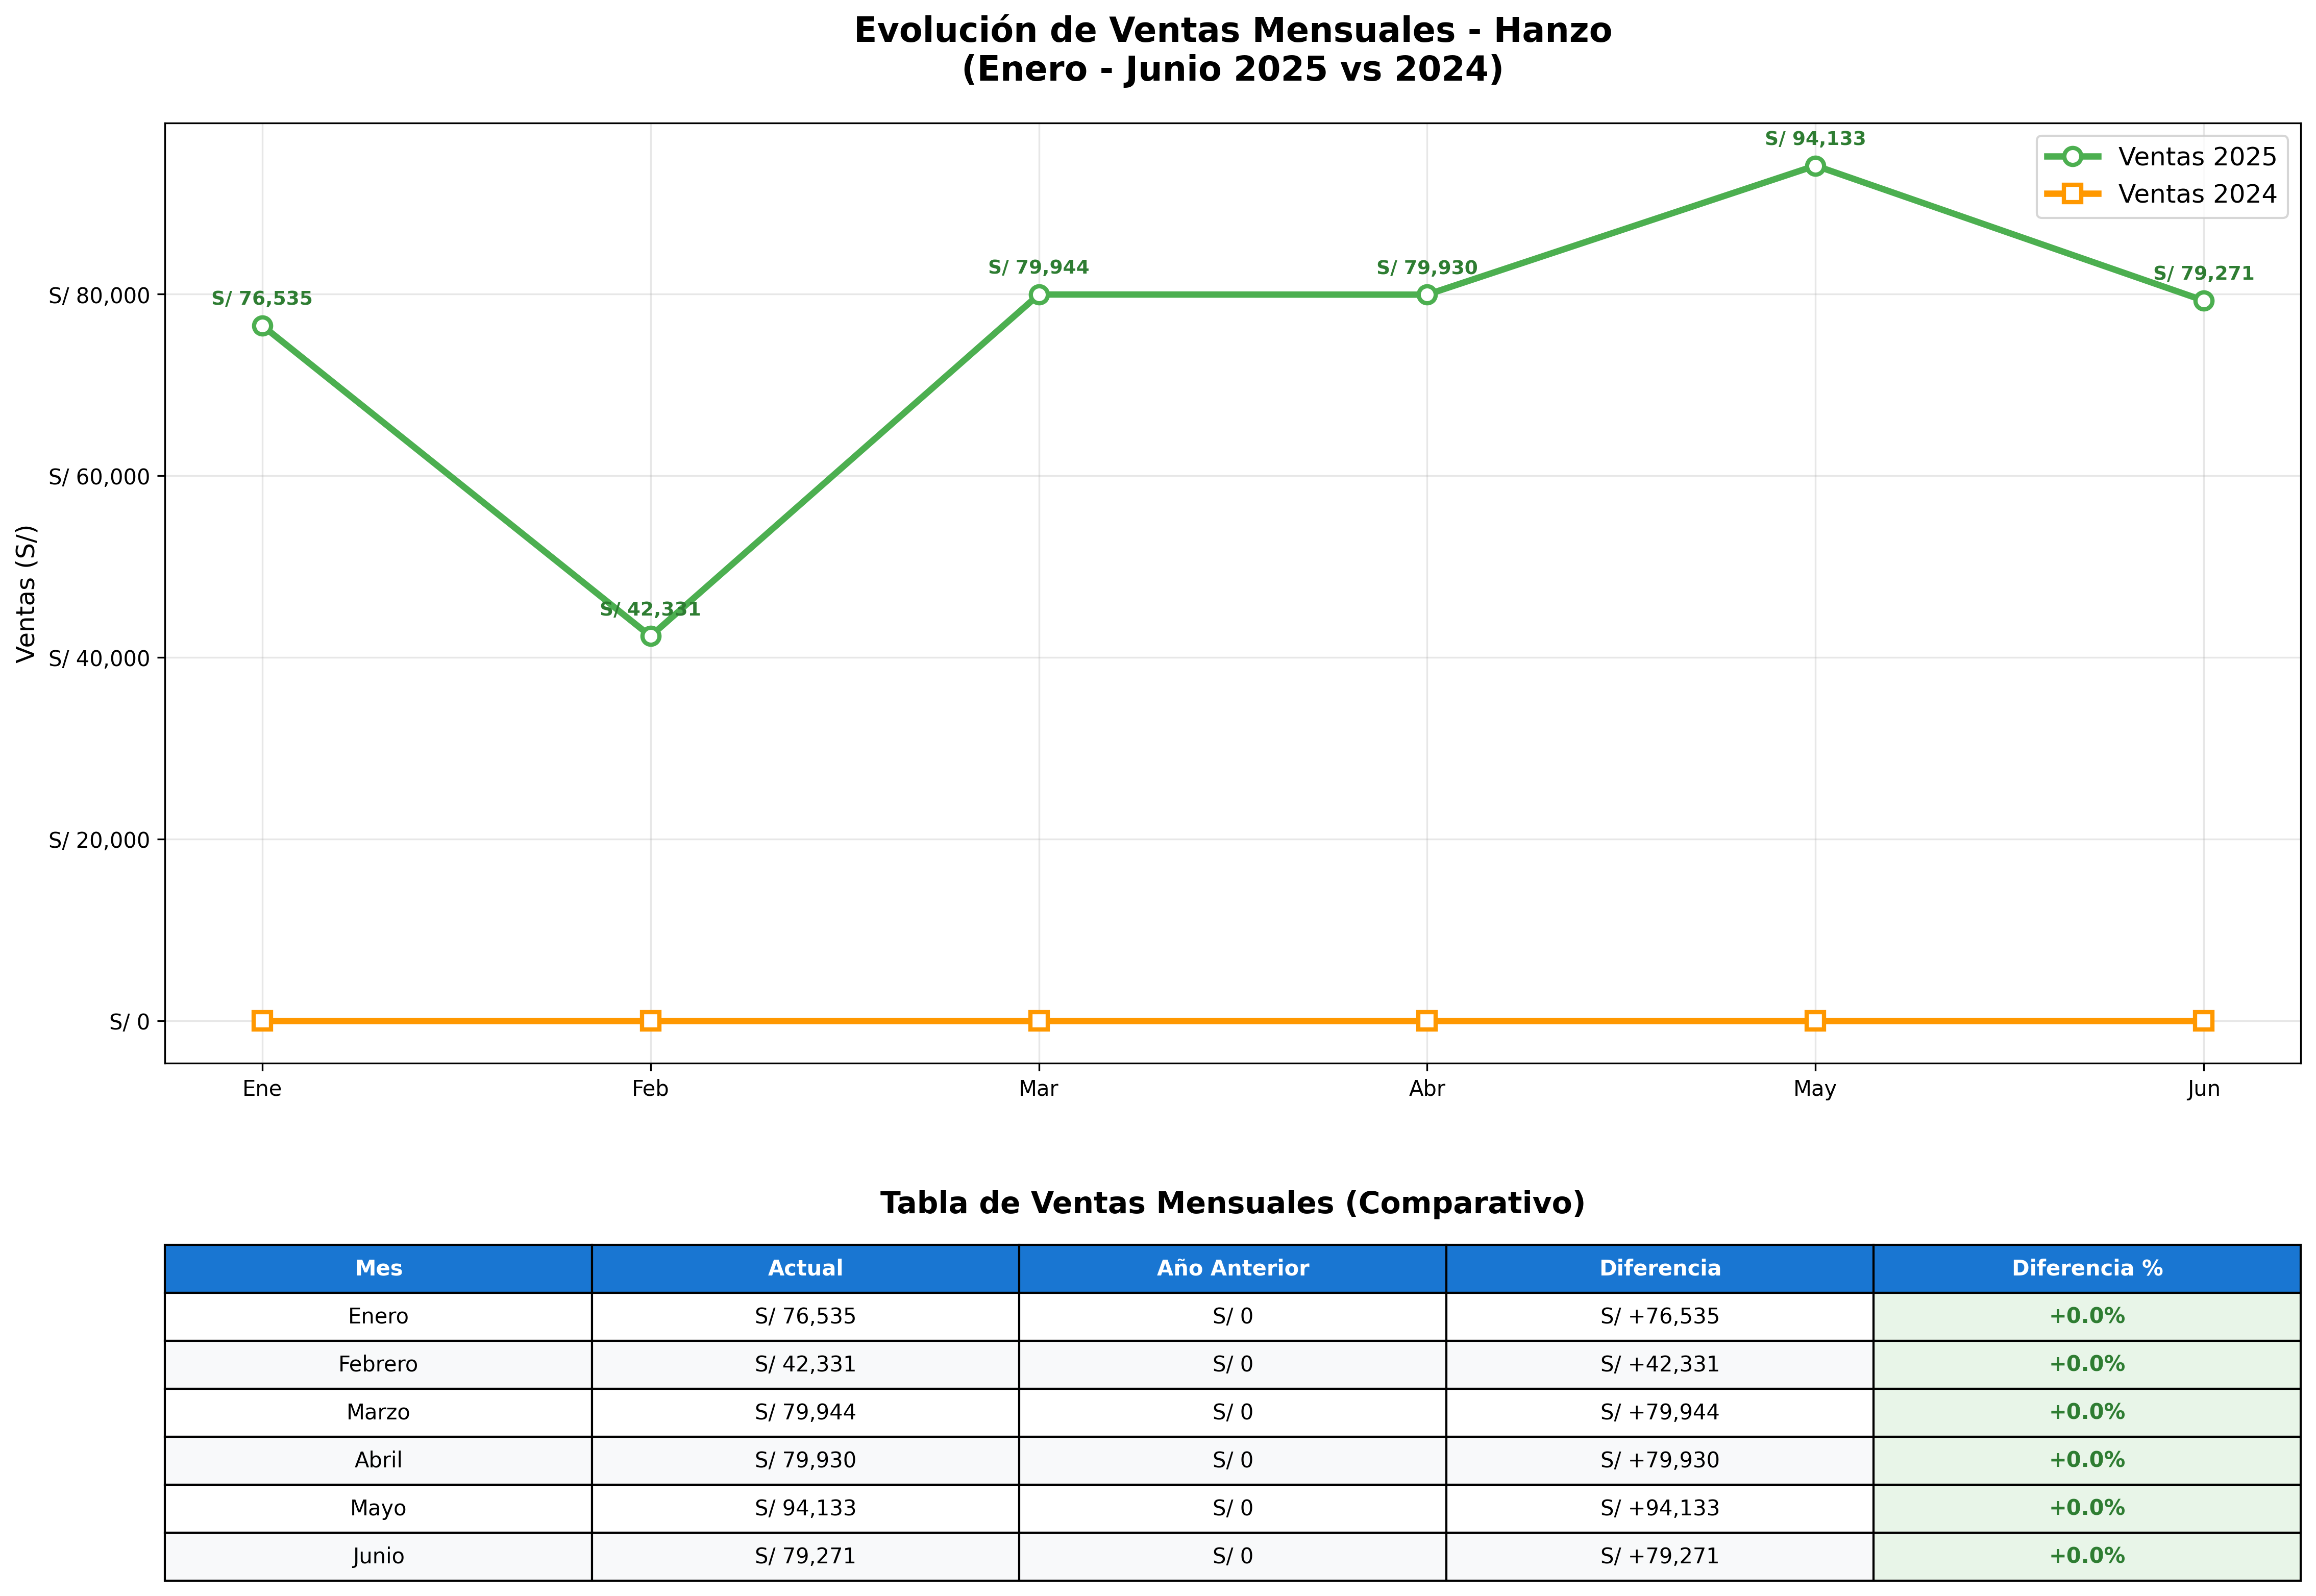 Evolución de Ventas Mensuales - Hanzo
(Enero - Junio 2025 vs 2024)
Ventas (S/)
S/ 80,000
S/ 60,000
S/ 40,000
S/ 20,000
S/ 0
S/ 76,535
S/ 42,331
S/ 79,944
S/ 79,930
S/ 94,133
S/ 79,271
Ventas 2025
Ventas 2024
Ene Feb Mar Abr May Jun
Tabla de Ventas Mensuales (Comparativo)
Mes Actual Año Anterior Diferencia Diferencia %
Enero S/ 76,535 S/ 0 S/ +76,535 +0.0%
Febrero S/ 42,331 S/ 0 S/ +42,331 +0.0%
Marzo S/ 79,944 S/ 0 S/ +79,944 +0.0%
Abril S/ 79,930 S/ 0 S/ +79,930 +0.0%
Mayo S/ 94,133 S/ 0 S/ +94,133 +0.0%
Junio S/ 79,271 S/ 0 S/ +79,271 +0.0%